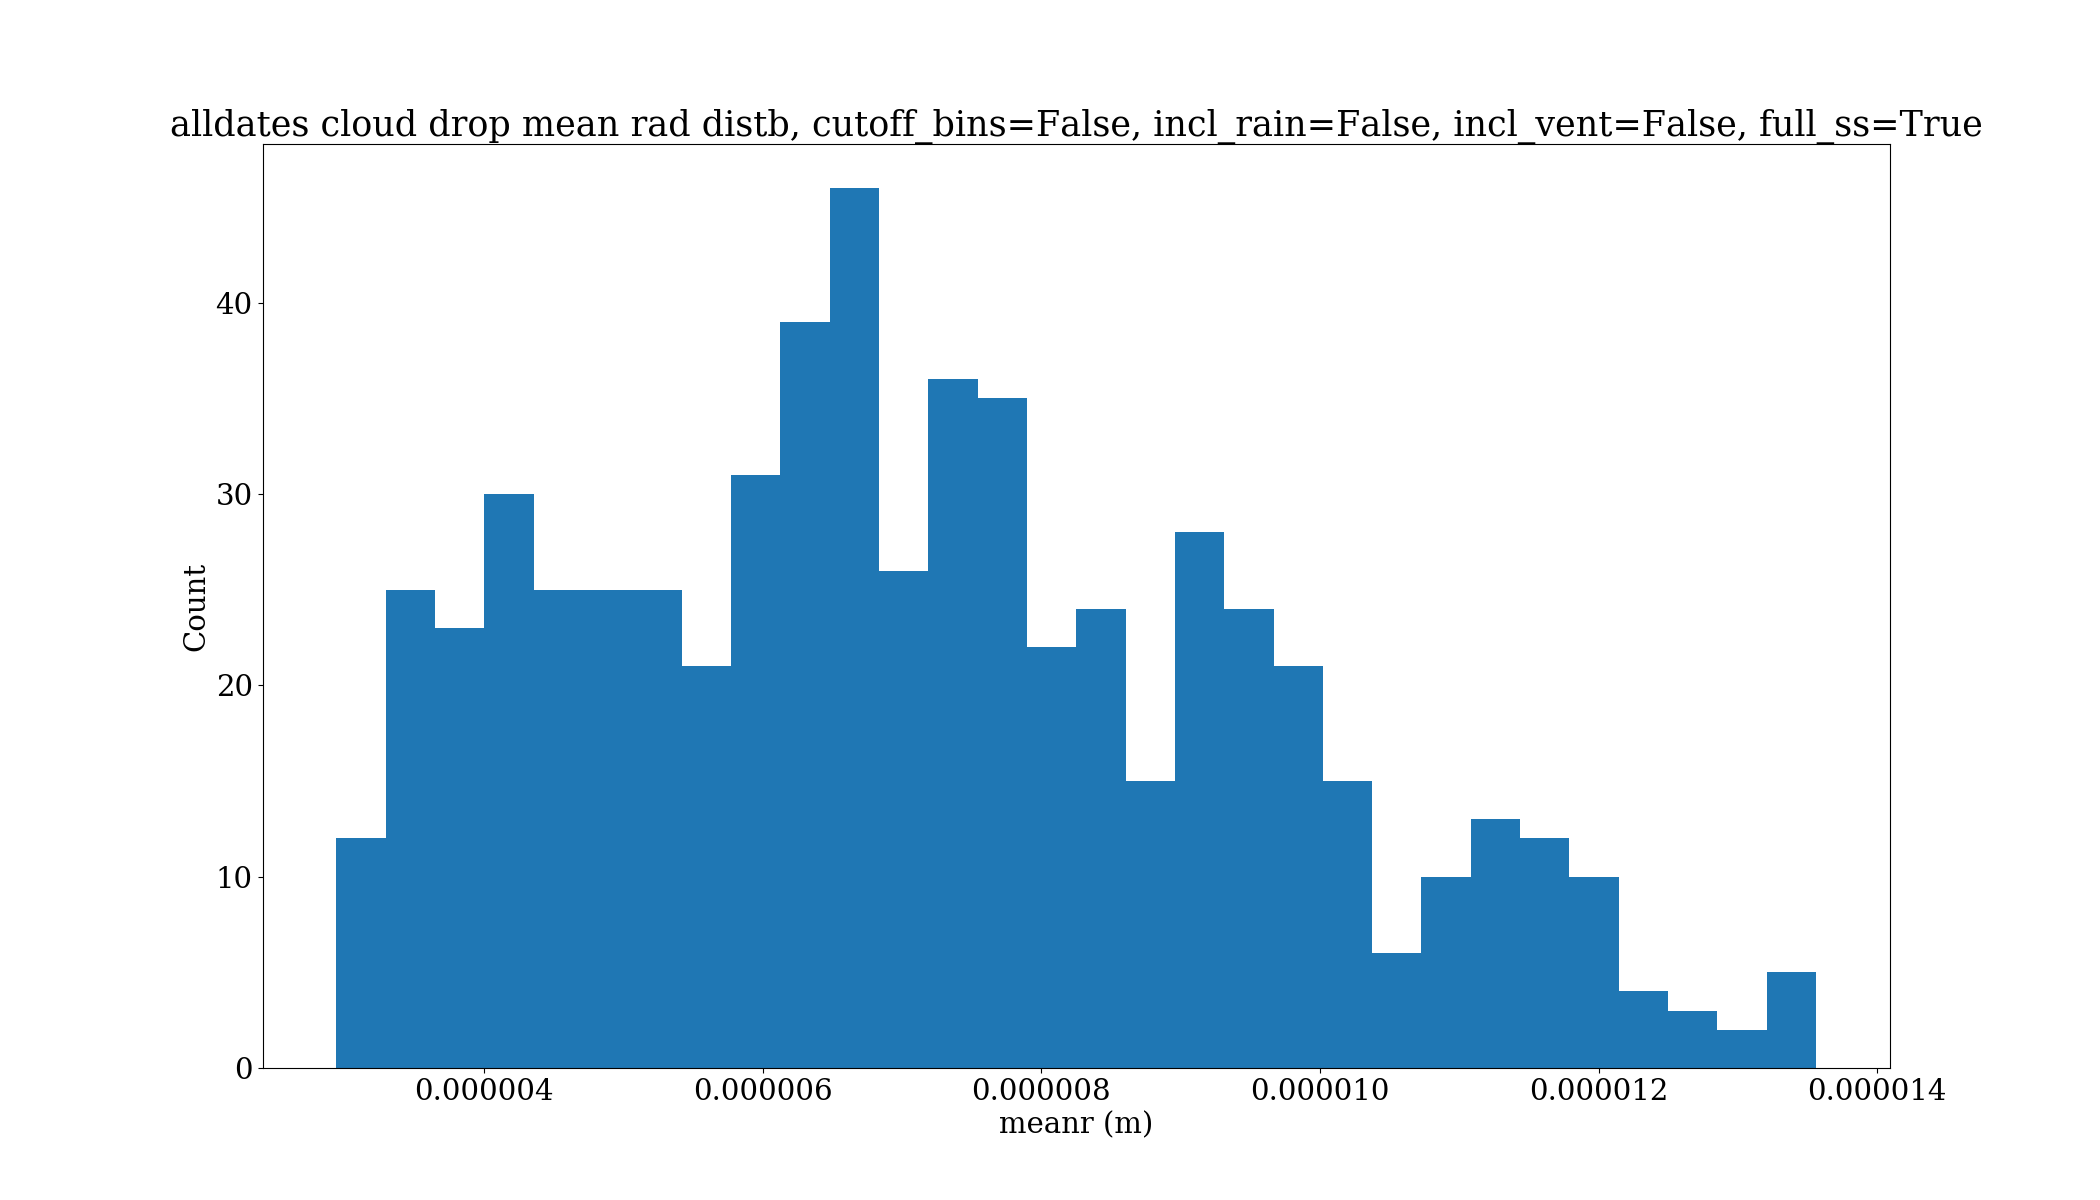 alldates cloud drop mean rad distb, cutoff_bins=False, incl_rain=False, incl_vent=False, full_ss=True
40
30
20
10
0
Count
0.000004 0.000006 0.000008 0.000010 0.000012 0.000014
meanr (m)